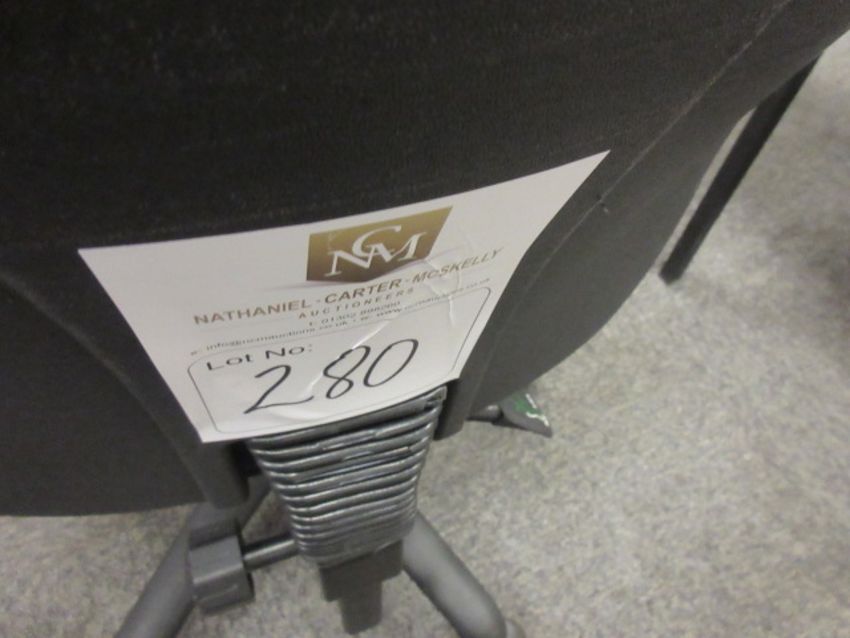 NCM
NATHANIEL - CARTER - MCSKELLY
AUCTIONEERS
Lot No:
280